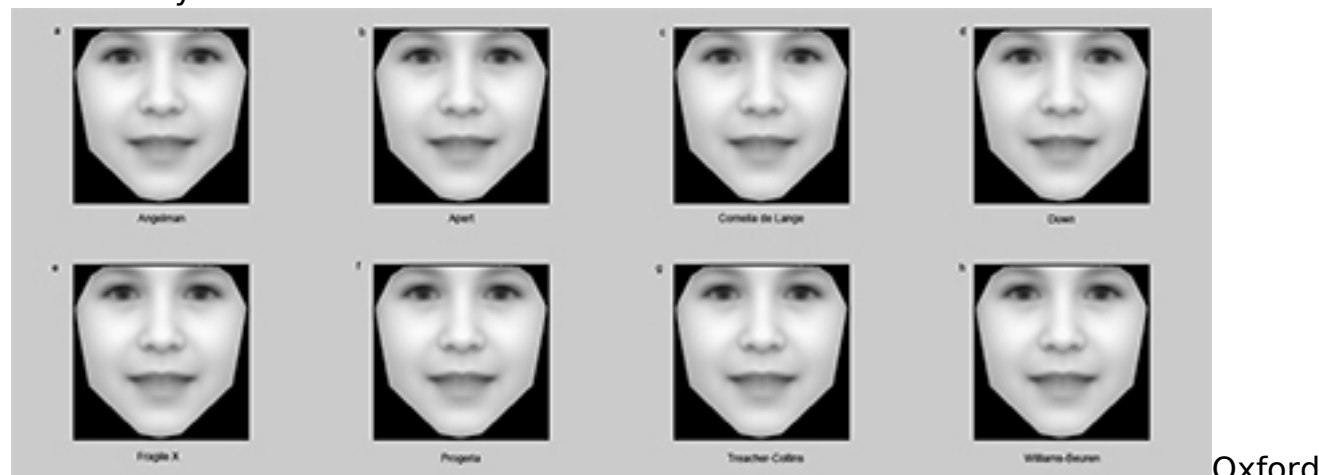 a b c d
Angelman Apert Cornelia de Lange Down
e f g h
Fragile X Progeria Treacher-Collins Williams-Beuren
Oxford